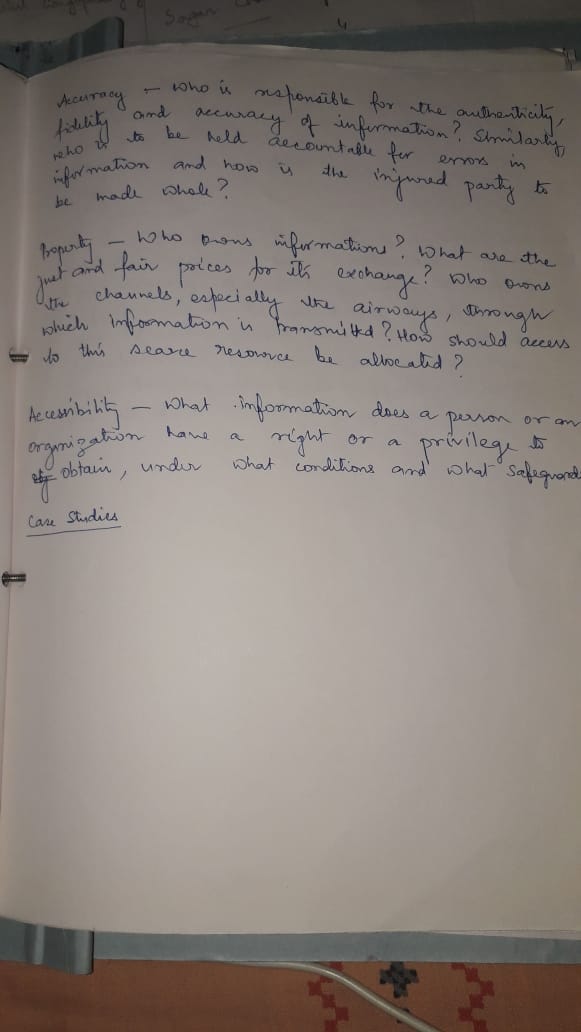 Sagar
Accuracy – Who is responsible for the authenticity,
fidelity and accuracy of information? Similarly,
who is to be held accountable for errors in
information and how is the injured party to
be made whole?
Property – Who owns informations? What are the
just and fair prices for its exchange? Who owns
the channels, especially the airways, through
which information is transmitted? How should access
to this scarce resource be allocated?
Accessibility – What information does a person or an
organization have a right or a privilege to
obtain, under what conditions and what safeguards
Case Studies